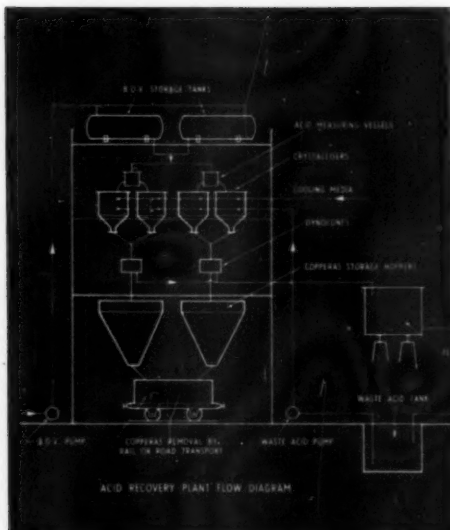 B.O.V. STORAGE TANKS
ACID MEASURING VESSELS
CRYSTALLISERS
COOLING MEDIA
COPPERAS STORAGE HOPPERS
WASTE ACID TANK
B.O.V. PUMP
COPPERAS REMOVAL BY
RAIL OR ROAD TRANSPORT
WASTE ACID PUMP
ACID RECOVERY PLANT FLOW DIAGRAM